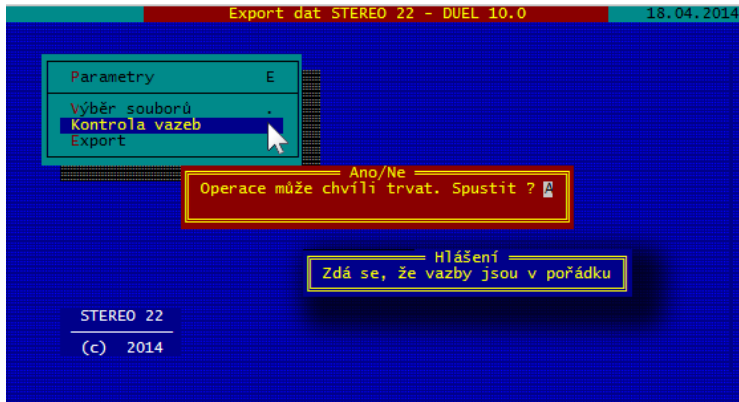 Export dat STEREO 22 - DUEL 10.0 18.04.2014
Parametry E
Výběr souborů .
Kontrola vazeb
Export
Ano/Ne
Operace může chvíli trvat. Spustit ? A
Hlášení
Zdá se, že vazby jsou v pořádku
STEREO 22
(c) 2014